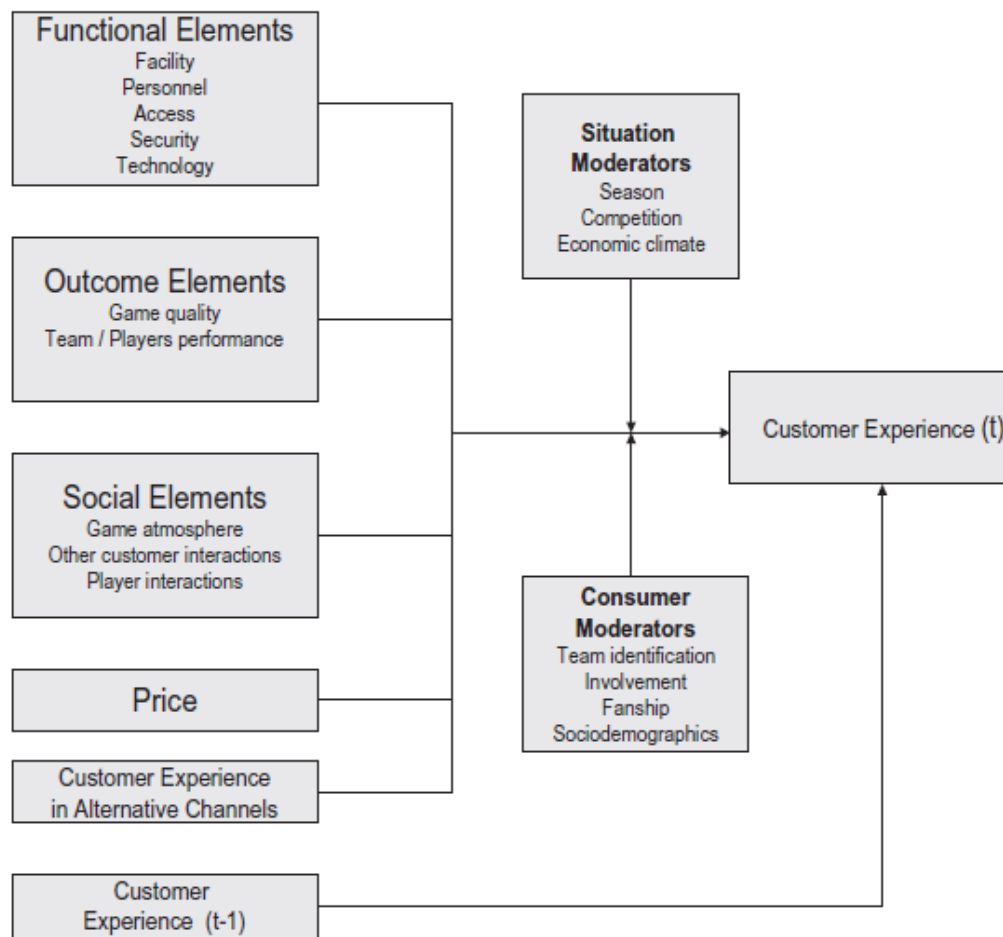 Functional Elements
Facility
Personnel
Access
Security
Technology
Outcome Elements
Game quality
Team / Players performance
Social Elements
Game atmosphere
Other customer interactions
Player interactions
Price
Customer Experience
in Alternative Channels
Customer
Experience (t-1)
Situation
Moderators
Season
Competition
Economic climate
Consumer
Moderators
Team identification
Involvement
Fanship
Sociodemographics
Customer Experience (t)